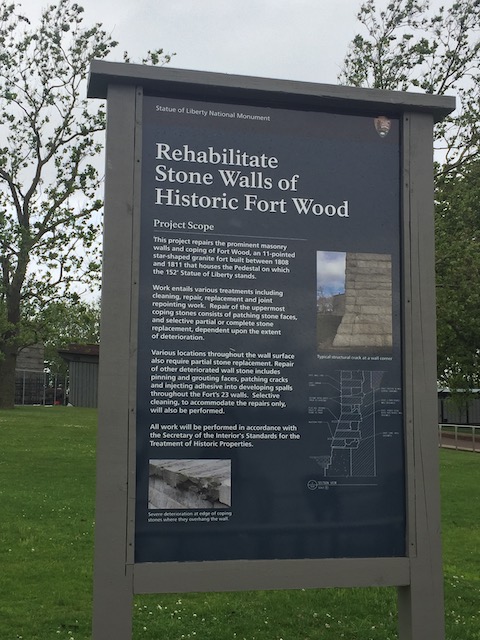 Statue of Liberty National Monument
Rehabilitate
Stone Walls of
Historic Fort Wood
Project Scope
This project repairs the prominent masonry
walls and coping of Fort Wood, an 11-pointed
star-shaped granite fort built between 1808
and 1811 that houses the Pedestal on which
the 152' Statue of Liberty stands.
Work entails various treatments including
cleaning, repair, replacement and joint
repointing work. Repair of the uppermost
coping stones consists of patching stone faces,
and selective partial or complete stone
replacement, dependent upon the extent
of deterioration.
Various locations throughout the wall surface
also require partial stone replacement. Repair
of other deteriorated wall stone includes
pinning and grouting faces, patching cracks
and injecting adhesive into developing spalls
throughout the Fort's 23 walls. Selective
cleaning, to accommodate the repairs only,
will also be performed.
All work will be performed in accordance with
the Secretary of the Interior's Standards for the
Treatment of Historic Properties.
Typical structural crack at a wall corner
Severe deterioration at edge of coping
stones where they overhang the wall